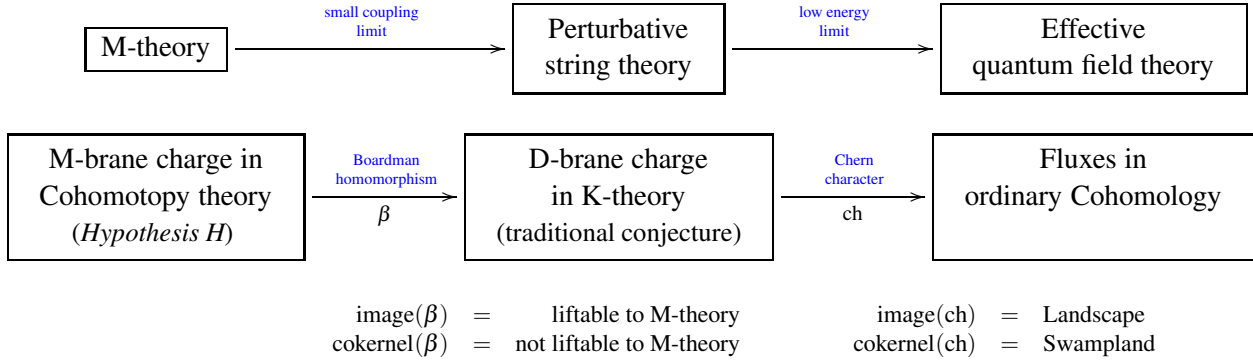 M-theory
small coupling
limit
Perturbative
string theory
low energy
limit
Effective
quantum field theory
M-brane charge in
Cohomotopy theory
(Hypothesis H)
Boardman
homomorphism
β
D-brane charge
in K-theory
(traditional conjecture)
Chern
character
ch
Fluxes in
ordinary Cohomology
image(β) = liftable to M-theory
cokernel(β) = not liftable to M-theory
image(ch) = Landscape
cokernel(ch) = Swampland